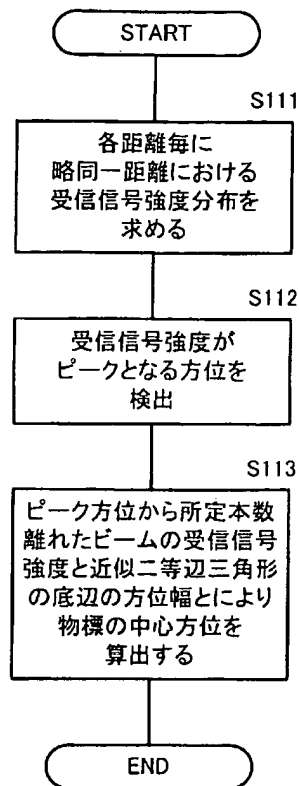 START
S111
各距離毎に
略同一距離における
受信信号強度分布を
求める
S112
受信信号強度が
ピークとなる方位を
検出
S113
ピーク方位から所定本数
離れたビームの受信信号
強度と近似二等辺三角形
の底辺の方位幅とにより
物標の中心方位を
算出する
END